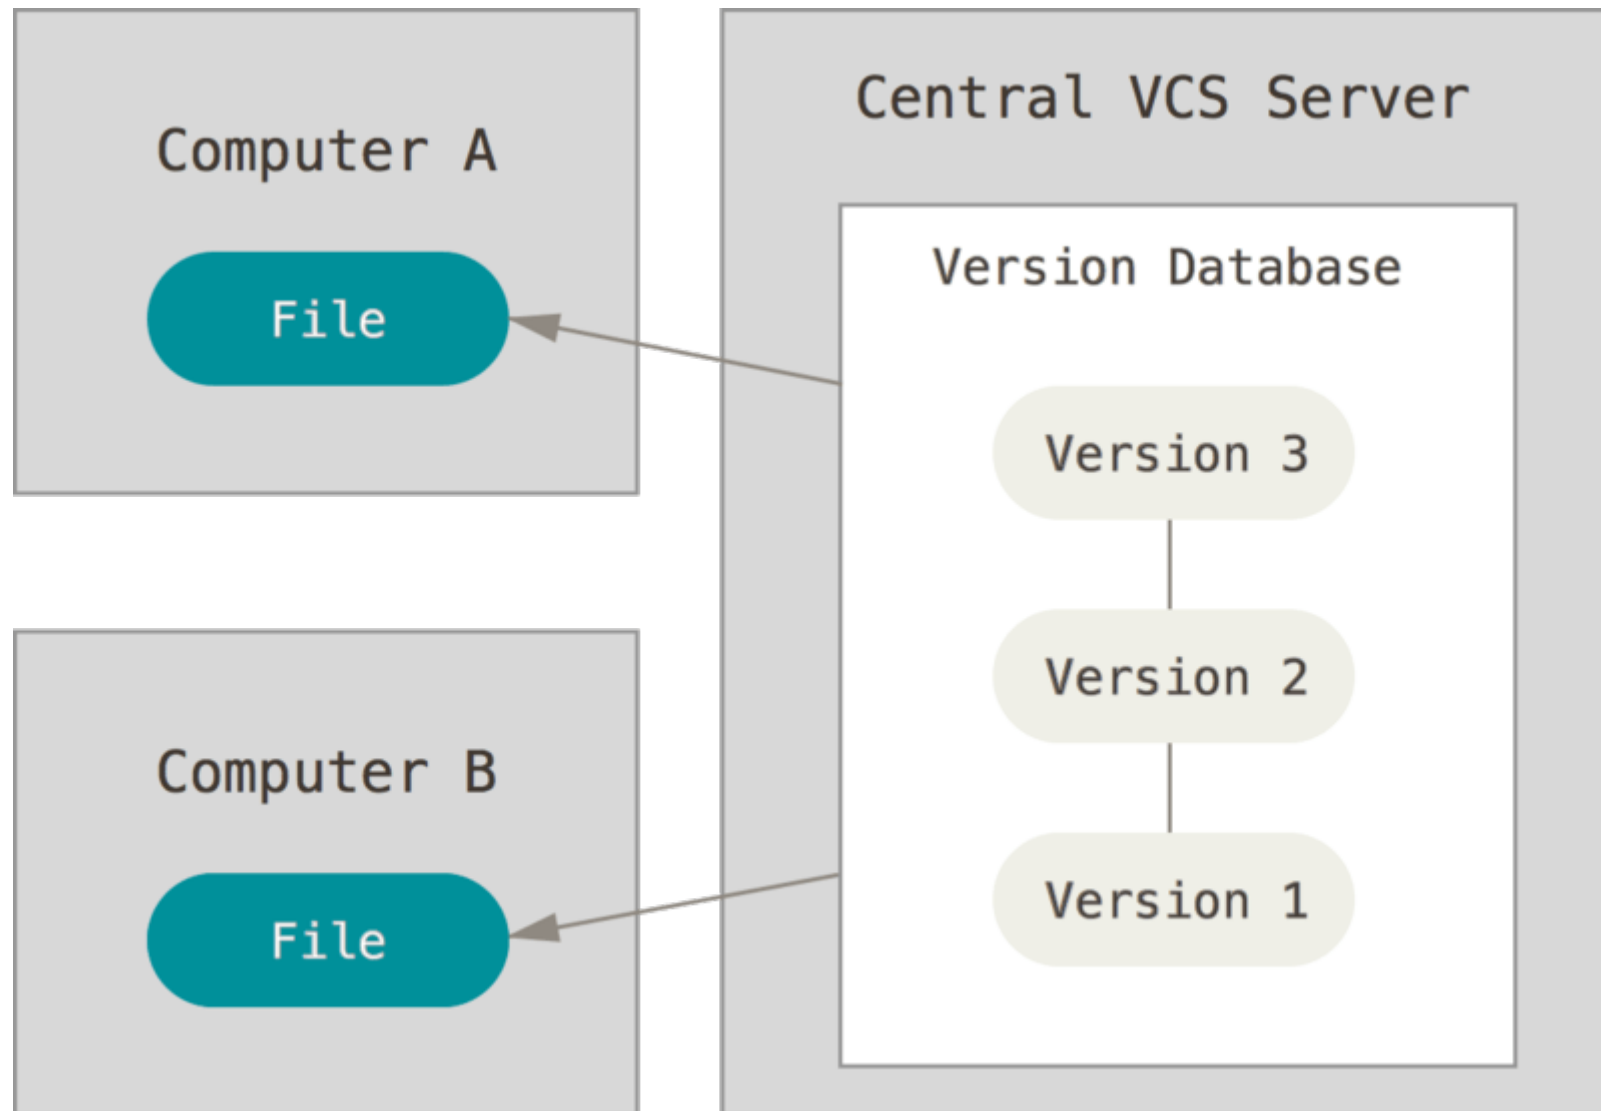 Computer A
File
Computer B
File
Central VCS Server
Version Database
Version 3
Version 2
Version 1